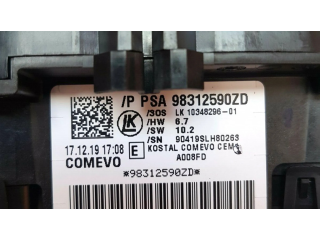 /P PSA 98312590ZD
/SOS LK 10348296-01
/HW 6.7
/SW 10.2
/SN 90419SLH80263
17.12.19 17:08 E KOSTAL COMEVO CEM3
COMEVO A008FD
*98312590ZD*